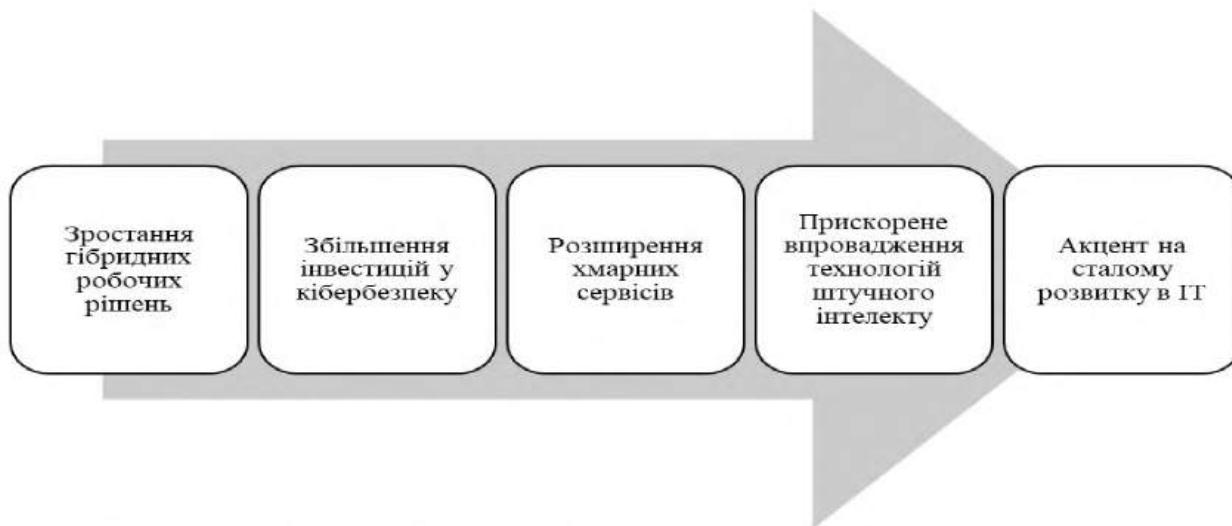 Зростання
гібридних
робочих
рішень
Збільшення
інвестицій у
кібербезпеку
Розширення
хмарних
сервісів
Прискорене
впровадження
технологій
штучного
інтелекту
Акцент на
сталому
розвитку в ІТ